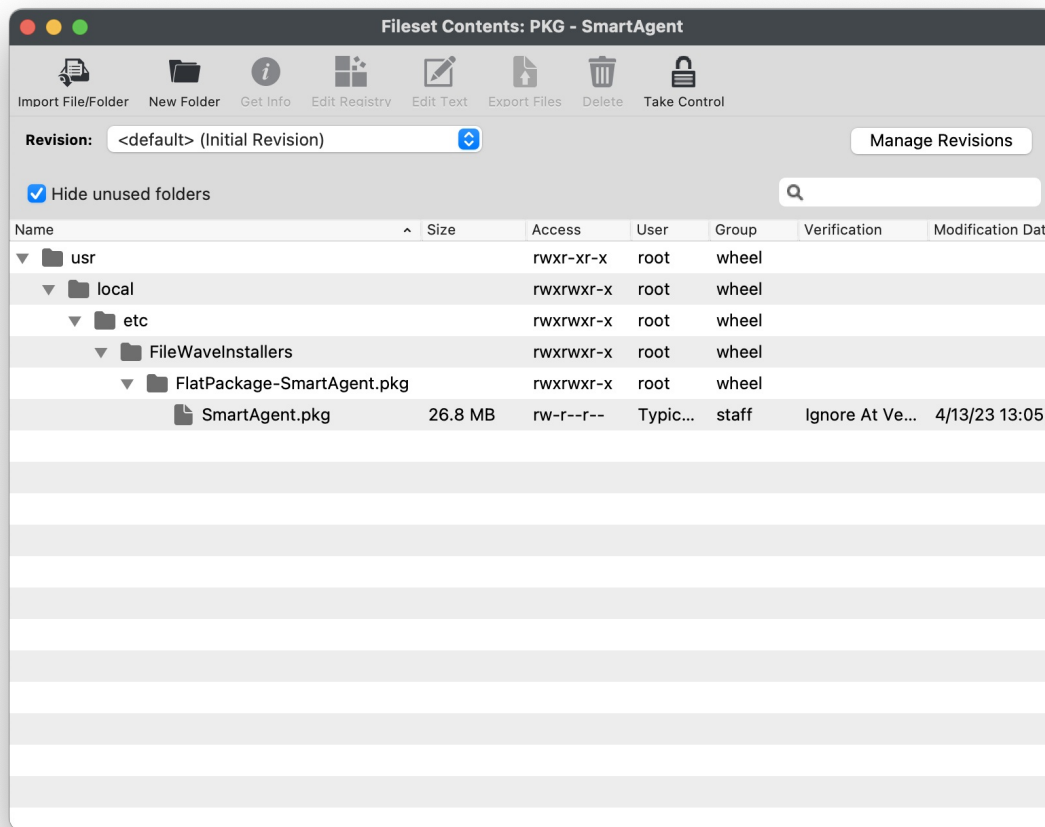 Fileset Contents: PKG - SmartAgent
Import File/Folder New Folder Get Info Edit Registry Edit Text Export Files Delete Take Control
Revision: <default> (Initial Revision) Manage Revisions
Hide unused folders
Name Size Access User Group Verification Modification Dat
usr rwxr-xr-x root wheel
local rwxrwxr-x root wheel
etc rwxrwxr-x root wheel
FileWaveInstallers rwxrwxr-x root wheel
FlatPackage-SmartAgent.pkg rwxrwxr-x root wheel
SmartAgent.pkg 26.8 MB rw-r--r-- Typic... staff Ignore At Ve... 4/13/23 13:05